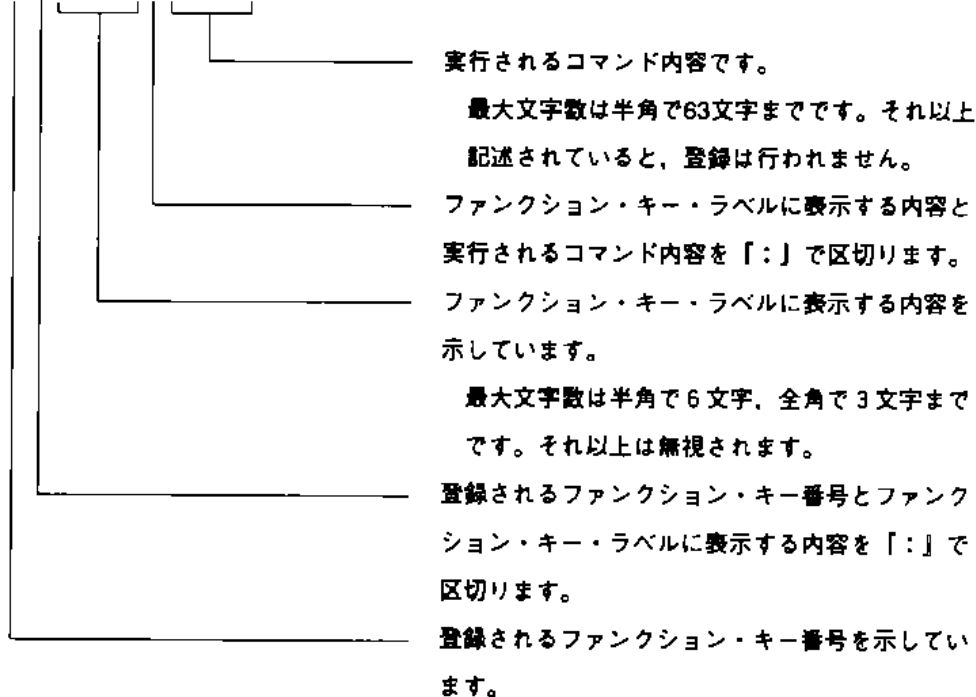 実行されるコマンド内容です。
最大文字数は半角で63文字までです。それ以上
記述されていると，登録は行われません。
ファンクション・キー・ラベルに表示する内容と
実行されるコマンド内容を『：』で区切ります。
ファンクション・キー・ラベルに表示する内容を
示しています。
最大文字数は半角で６文字，全角で３文字まで
です。それ以上は無視されます。
登録されるファンクション・キー番号とファンク
ション・キー・ラベルに表示する内容を『：』で
区切ります。
登録されるファンクション・キー番号を示してい
ます。